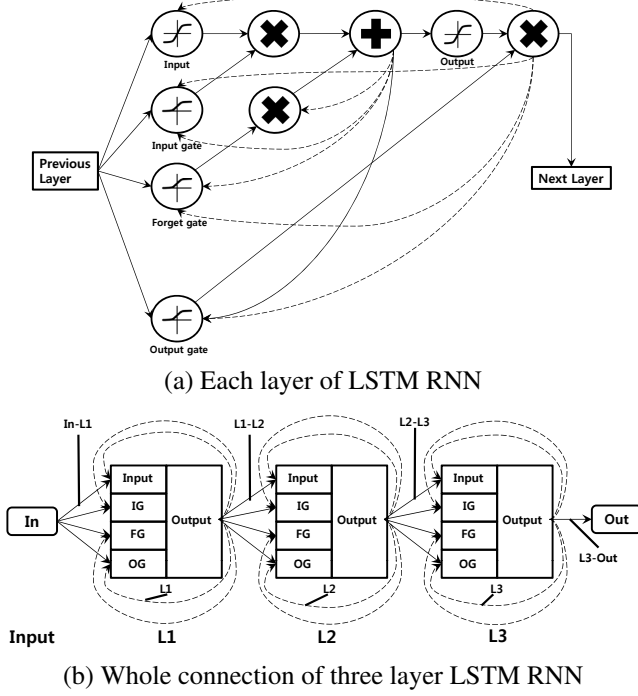 Input
Output
Input gate
Previous
Layer
Next Layer
Forget gate
Output gate
(a) Each layer of LSTM RNN
In-L1
L1-L2
L2-L3
Input
IG
FG
OG
Output
Input
IG
FG
OG
Output
Input
IG
FG
OG
Output
In
Out
L3-Out
L1
L2
L3
Input
L1
L2
L3
(b) Whole connection of three layer LSTM RNN